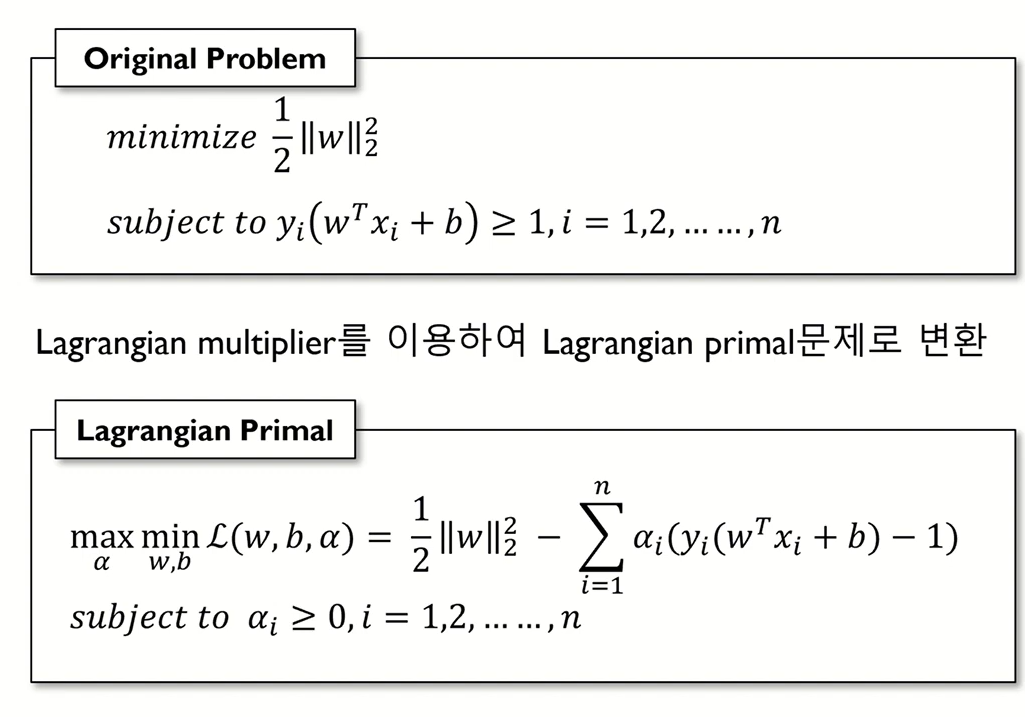 Original Problem
minimize 1/2 ‖w‖₂²
subject to yᵢ(wᵀxᵢ + b) ≥ 1, i = 1,2, … … , n
Lagrangian multiplier를 이용하여 Lagrangian primal문제로 변환
Lagrangian Primal
max_α min_{w,b} ℒ(w, b, α) = 1/2 ‖w‖₂² − ∑_{i=1}^{n} αᵢ(yᵢ(wᵀxᵢ + b) − 1)
subject to αᵢ ≥ 0, i = 1,2, … … , n